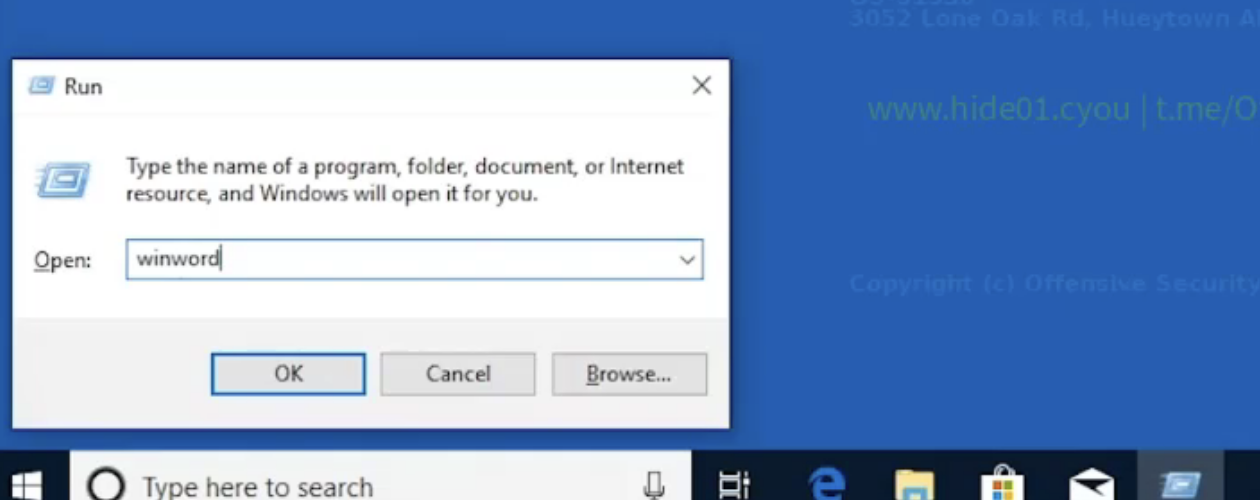 3052 Lone Oak Rd, Hueytown
Run
www.hide01.cyou | t.me/O
Type the name of a program, folder, document, or Internet
resource, and Windows will open it for you.
Open:
winword
Copyright (c) Offensive Security
OK
Cancel
Browse...
Type here to search